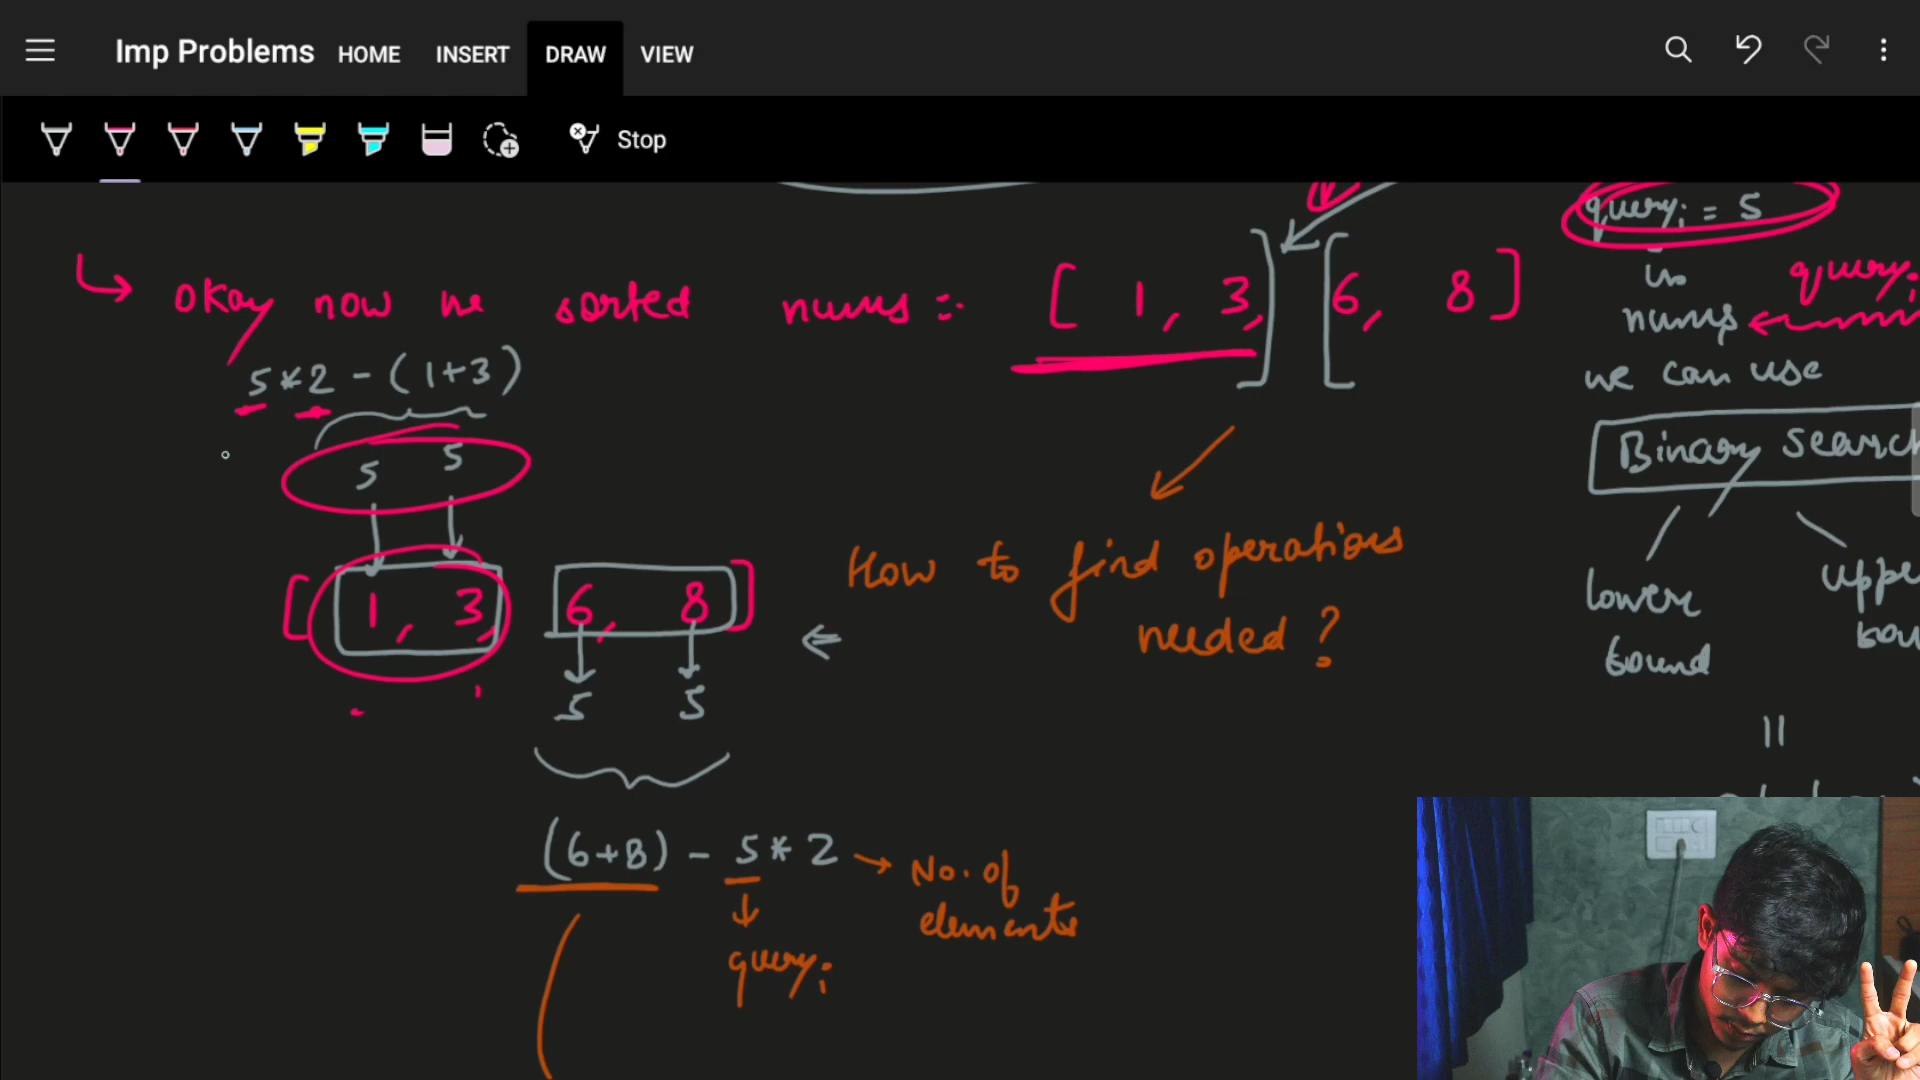 Imp Problems HOME INSERT DRAW VIEW
Stop
query i = 5
in
query i
nums
we can use
Binary Search
lower
bound
okay now we sorted nums =. [ 1, 3,] [6, 8 ]
5*2 - (1+3)
5 5
[ 1, 3, 6, 8 ]
5 5
How to find operations
needed ?
(6+8) - 5*2 → No. of
elements
query i